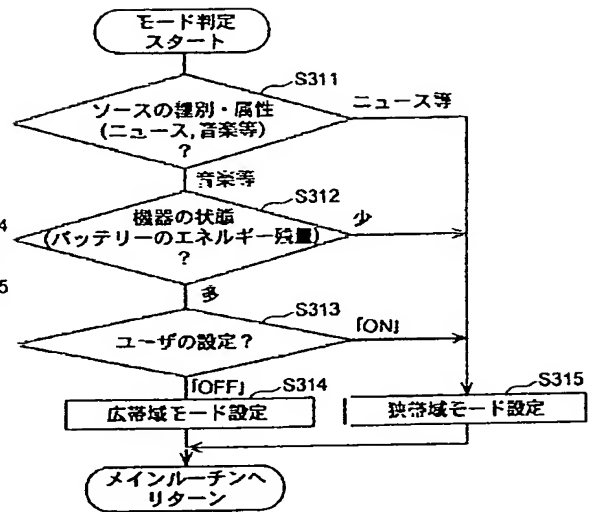 モード判定
スタート
S311
ソースの種別・属性
(ニュース,音楽等)
?
ニュース等
音楽等
S312
機器の状態
(バッテリーのエネルギー残量)
?
少
4
5
多
S313
ユーザの設定?
「ON」
「OFF」
S314
広帯域モード設定
S315
狭帯域モード設定
メインルーチンへ
リターン